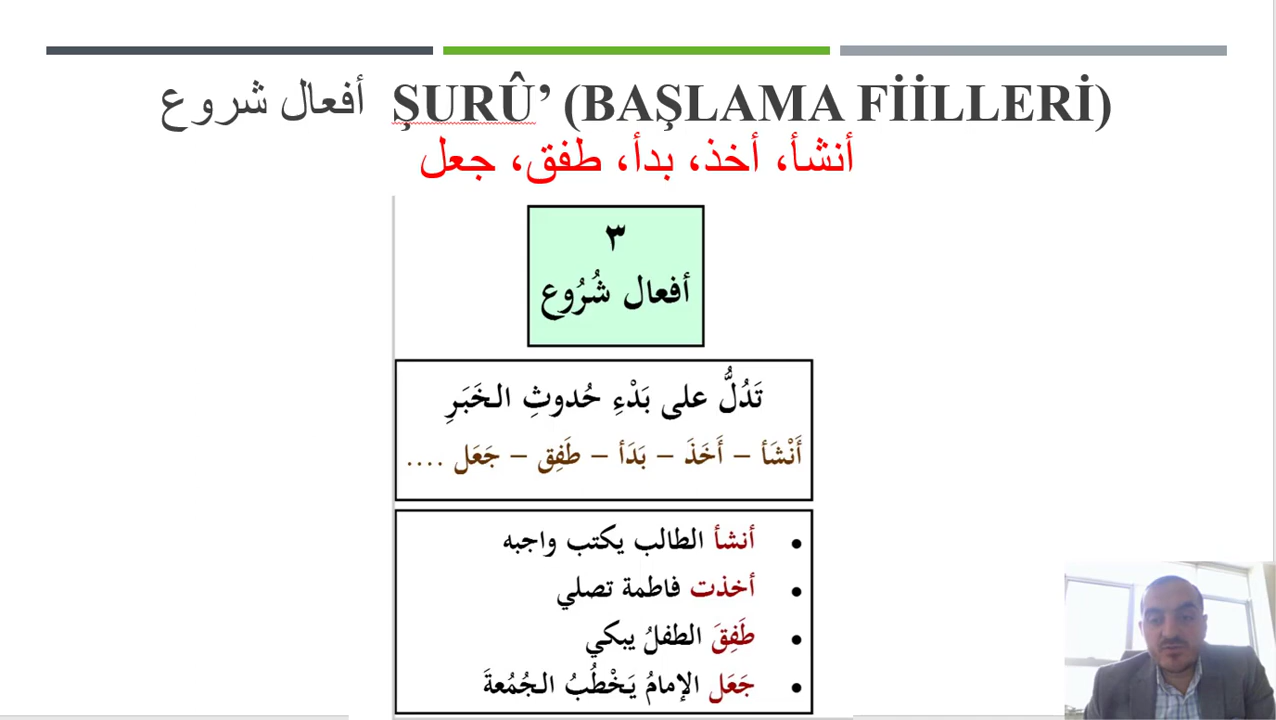 أفعال شروع ŞURÛ’ (BAŞLAMA FİİLLERİ)
أنشأ، أخذ، بدأ، طفق، جعل
٣
أفعال شُرُوع
تَدُلُّ على بَدْءِ حُدوثِ الخَبَرِ
أَنْشَأ – أَخَذَ – بَدَأ – طَفِق – جَعَل ....
• أنشأ الطالب يكتب واجبه
• أخذت فاطمة تصلي
• طَفِقَ الطفلُ يبكي
• جَعَل الإمامُ يَخْطُبُ الجُمُعةَ